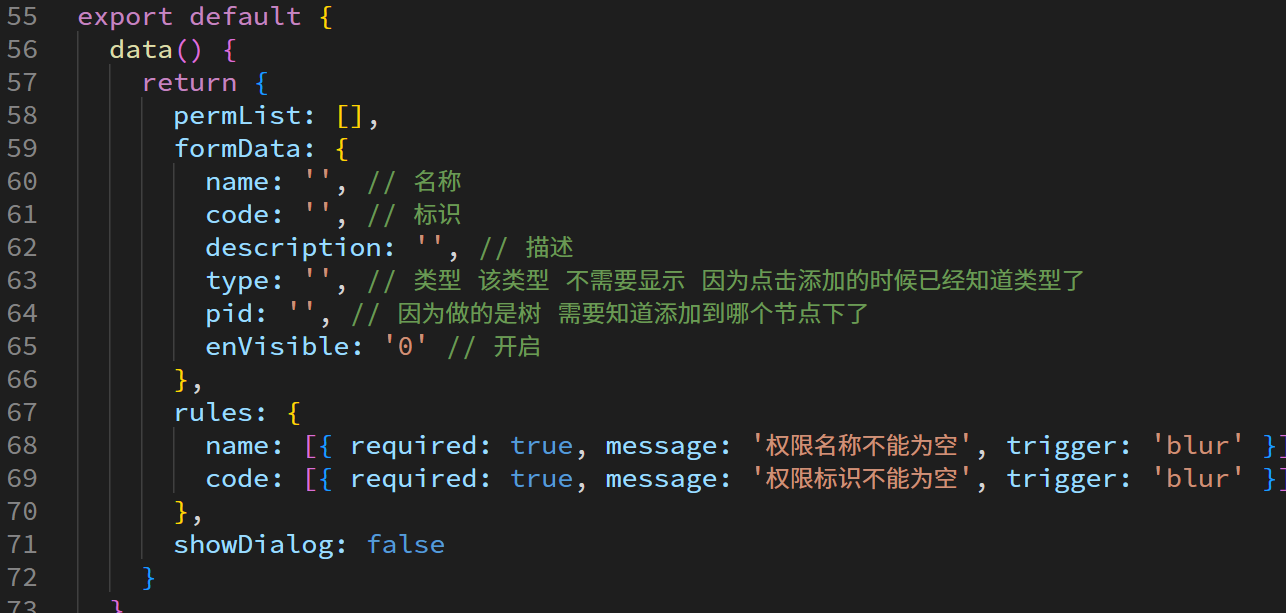 55 export default {
56 data() {
57 return {
58 permList: [],
59 formData: {
60 name: '', // 名称
61 code: '', // 标识
62 description: '', // 描述
63 type: '', // 类型 该类型 不需要显示 因为点击添加的时候已经知道类型了
64 pid: '', // 因为做的是树 需要知道添加到哪个节点下了
65 enVisible: '0' // 开启
66 },
67 rules: {
68 name: [{ required: true, message: '权限名称不能为空', trigger: 'blur' }]
69 code: [{ required: true, message: '权限标识不能为空', trigger: 'blur' }]
70 },
71 showDialog: false
72 }
73 }